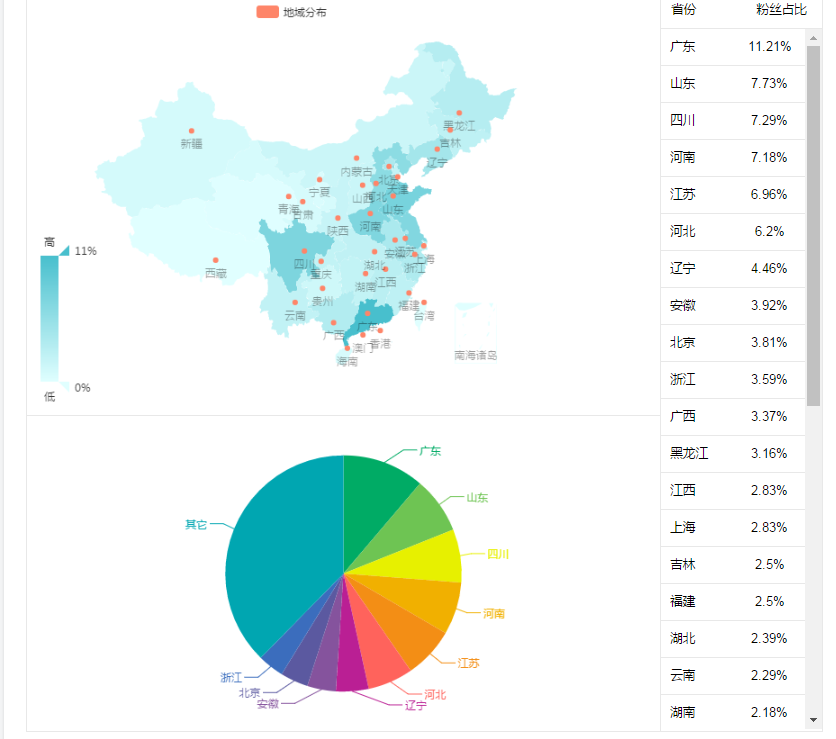 地域分布
黑龙江
吉林
辽宁
新疆
内蒙古
北京
天津
宁夏
山西
河北
山东
青海
甘肃
河南
陕西
高
11%
安徽
江苏
上海
四川
重庆
湖北
浙江
西藏
湖南
江西
贵州
福建
台湾
云南
广西
广东
香港
澳门
海南
南海诸岛
0%
低
广东
山东
四川
河南
江苏
河北
辽宁
安徽
北京
浙江
其它
省份 粉丝占比
广东 11.21%
山东 7.73%
四川 7.29%
河南 7.18%
江苏 6.96%
河北 6.2%
辽宁 4.46%
安徽 3.92%
北京 3.81%
浙江 3.59%
广西 3.37%
黑龙江 3.16%
江西 2.83%
上海 2.83%
吉林 2.5%
福建 2.5%
湖北 2.39%
云南 2.29%
湖南 2.18%